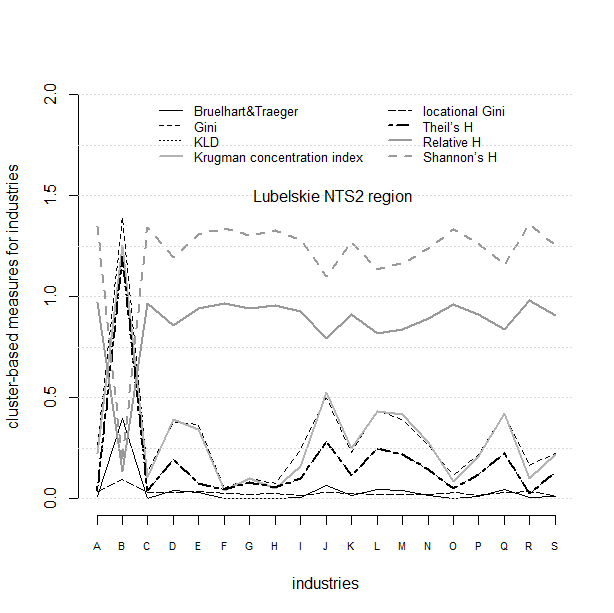 Bruelhart&Traeger
Gini
KLD
Krugman concentration index
locational Gini
Theil's H
Relative H
Shannon's H
Lubelskie NTS2 region
cluster-based measures for industries
2.0
1.5
1.0
0.5
0.0
A B C D E F G H I J K L M N O P Q R S
industries